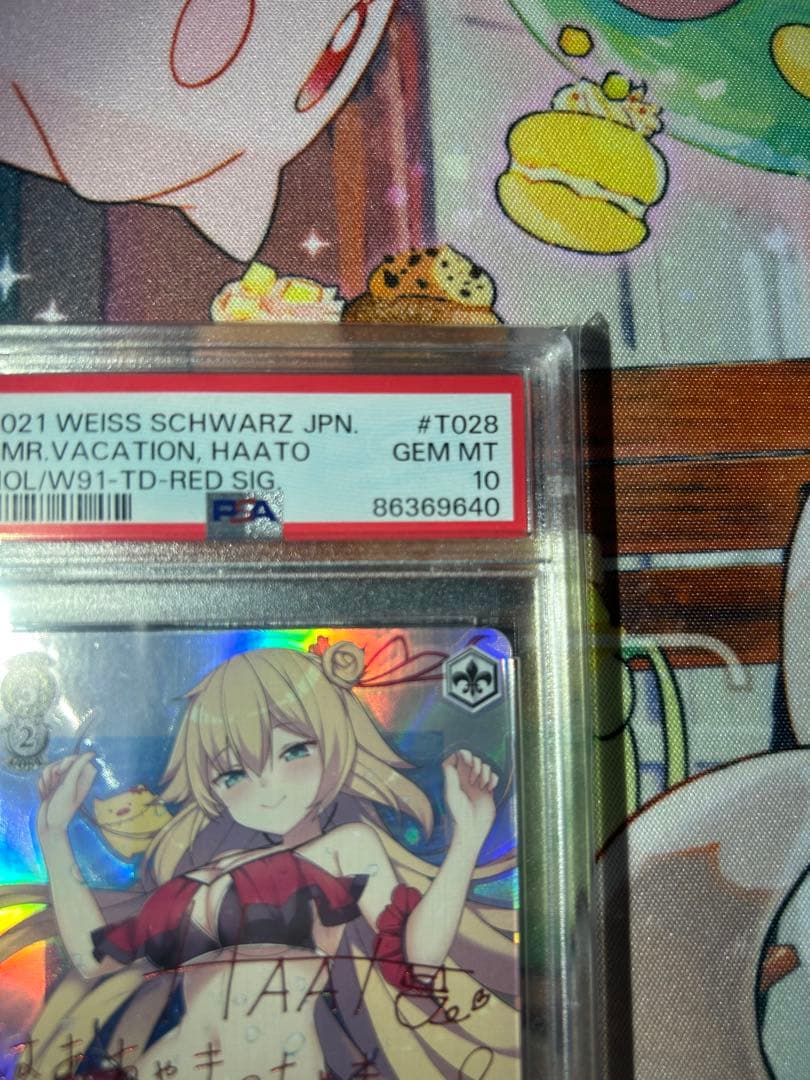 021 WEISS SCHWARZ JPN. #T028
MR.VACATION, HAATO GEM MT
HOL/W91-TD-RED SIG. 10
PSA 86369640
2
HAATO